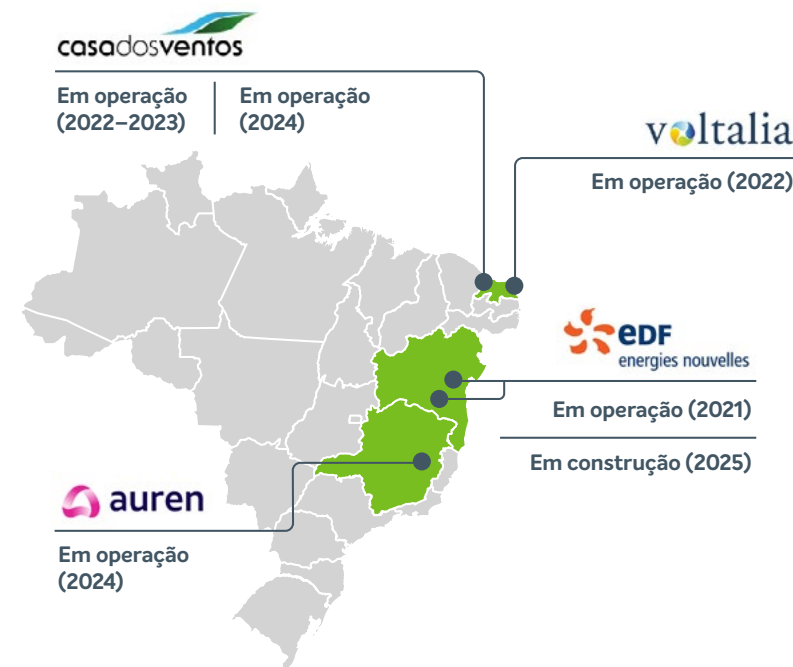 casadosventos
Em operação
(2022–2023)
Em operação
(2024)
voltalia
Em operação (2022)
edf
energies nouvelles
Em operação (2021)
Em construção (2025)
auren
Em operação
(2024)